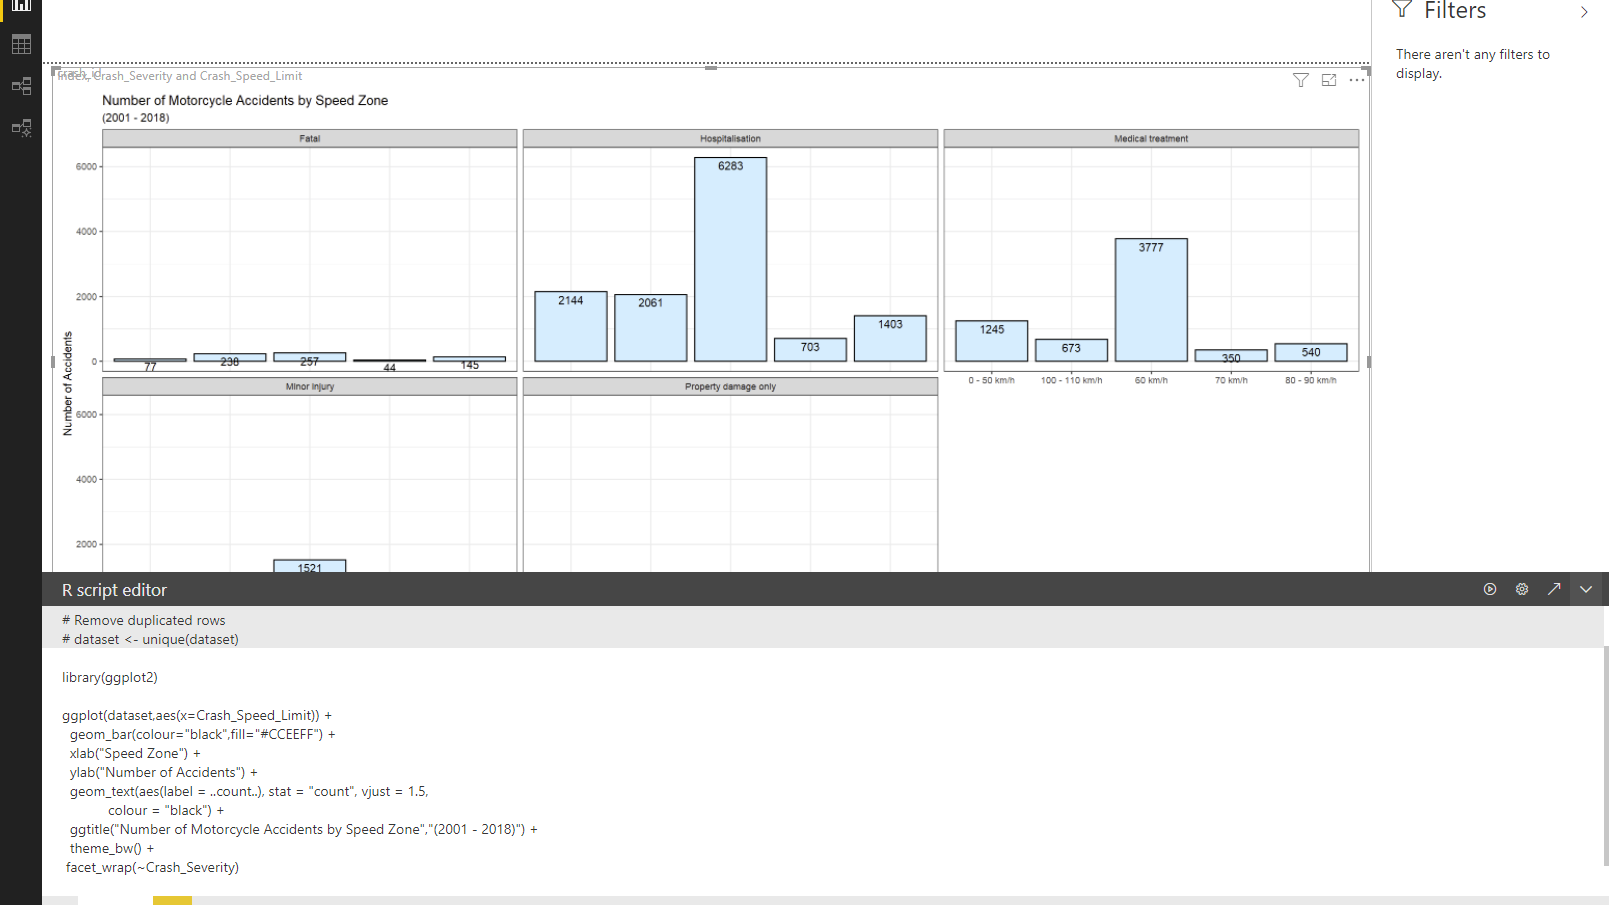 Filters
There aren't any filters to
display.
Index, Crash_Severity and Crash_Speed_Limit
Number of Motorcycle Accidents by Speed Zone
(2001 - 2018)
Fatal
Hospitalisation
Medical treatment
6000
4000
2000
0
Number of Accidents
77
238
257
44
145
2144
2061
6283
703
1403
1245
673
3777
350
540
0 - 50 km/h
100 - 110 km/h
60 km/h
70 km/h
80 - 90 km/h
Minor injury
Property damage only
6000
4000
2000
1521
R script editor
# Remove duplicated rows
# dataset <- unique(dataset)
library(ggplot2)
ggplot(dataset,aes(x=Crash_Speed_Limit)) +
geom_bar(colour="black",fill="#CCEEFF") +
xlab("Speed Zone") +
ylab("Number of Accidents") +
geom_text(aes(label = ..count..), stat = "count", vjust = 1.5,
colour = "black") +
ggtitle("Number of Motorcycle Accidents by Speed Zone","(2001 - 2018)") +
theme_bw() +
facet_wrap(~Crash_Severity)